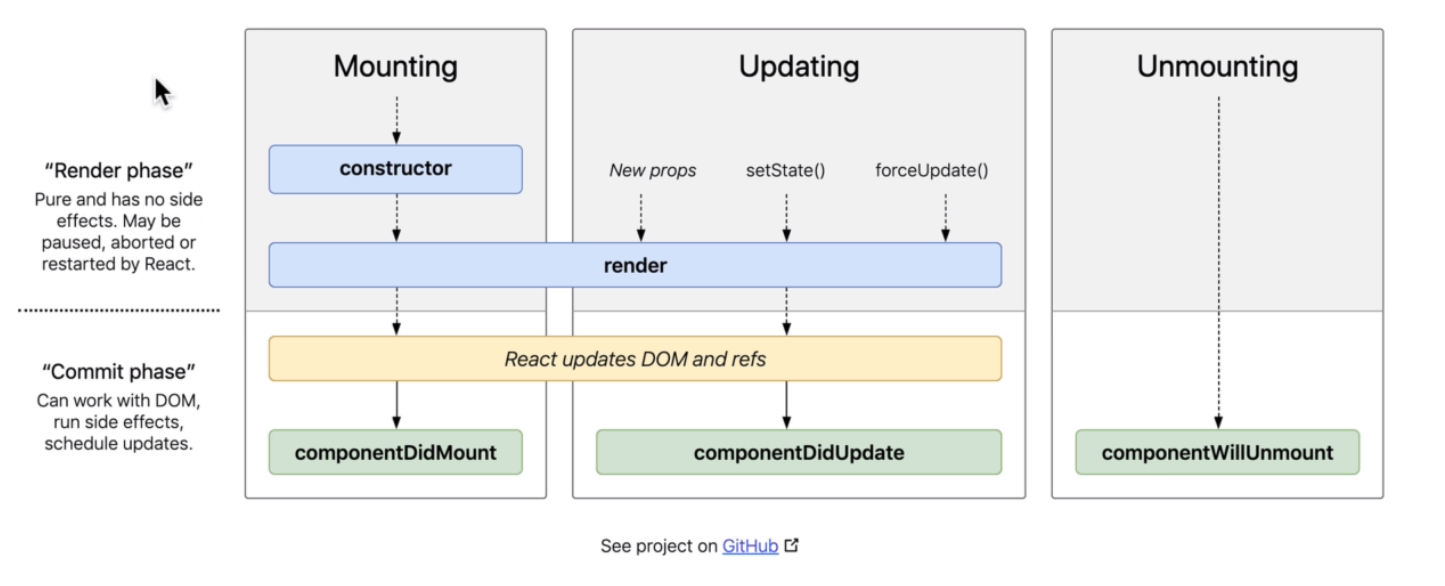 Mounting
Updating
Unmounting
“Render phase”
Pure and has no side
effects. May be
paused, aborted or
restarted by React.
constructor
New props
setState()
forceUpdate()
render
“Commit phase”
Can work with DOM,
run side effects,
schedule updates.
React updates DOM and refs
componentDidMount
componentDidUpdate
componentWillUnmount
See project on GitHub